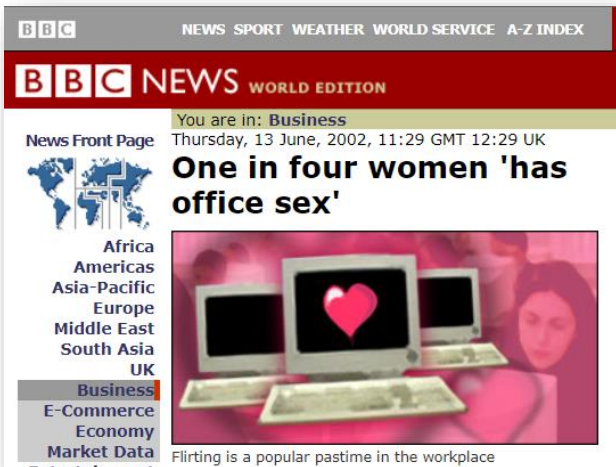 BBC NEWS SPORT WEATHER WORLD SERVICE A-Z INDEX
BBC NEWS WORLD EDITION
You are in: Business
News Front Page
Africa
Americas
Asia-Pacific
Europe
Middle East
South Asia
UK
Business
E-Commerce
Economy
Market Data
Thursday, 13 June, 2002, 11:29 GMT 12:29 UK
One in four women 'has
office sex'
Flirting is a popular pastime in the workplace